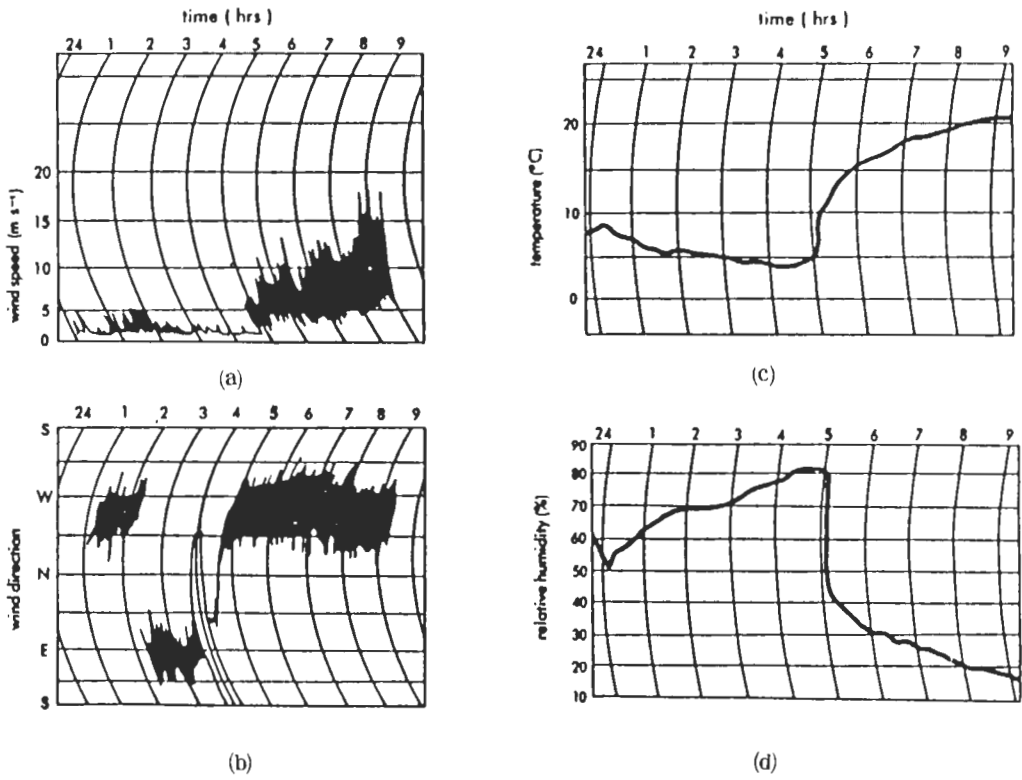 time ( hrs )
24 1 2 3 4 5 6 7 8 9
wind speed (m s⁻¹)
20
15
10
5
0
(a)
24 1 2 3 4 5 6 7 8 9
wind direction
S
W
N
E
S
(b)
time ( hrs )
24 1 2 3 4 5 6 7 8 9
temperature (°C)
20
10
0
(c)
24 1 2 3 4 5 6 7 8 9
relative humidity (%)
90
80
70
60
50
40
30
20
10
(d)